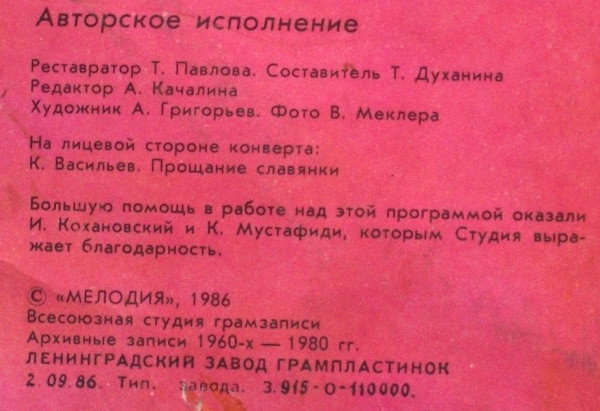 Авторское исполнение
Реставратор Т. Павлова. Составитель Т. Духанина
Редактор А. Качалина
Художник А. Григорьев. Фото В. Меклера
На лицевой стороне конверта:
К. Васильев. Прощание славянки
Большую помощь в работе над этой программой оказали
И. Кохановский и К. Мустафиди, которым Студия выра-
жает благодарность.
© «МЕЛОДИЯ», 1986
Всесоюзная студия грамзаписи
Архивные записи 1960-х — 1980 гг.
ЛЕНИНГРАДСКИЙ ЗАВОД ГРАМПЛАСТИНОК
2.09.86. Тип. завода. З. 915-0-110000.